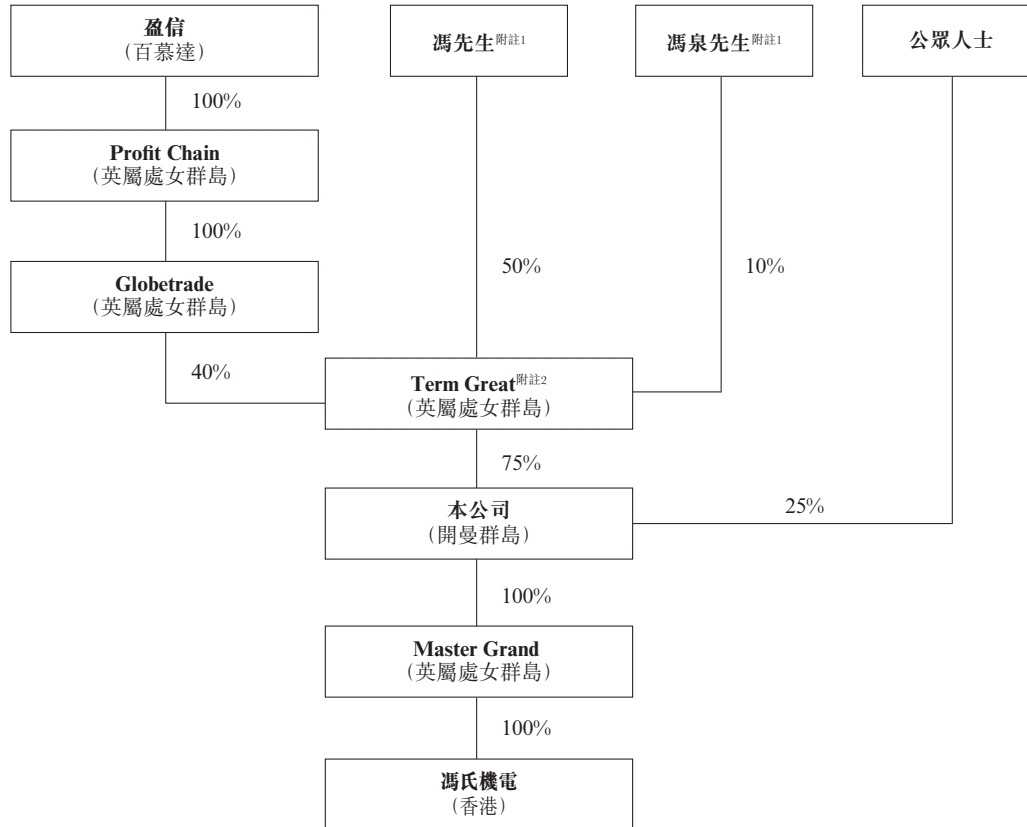 盈信
(百慕達)
馮先生附註1
馮泉先生附註1
公眾人士
100%
Profit Chain
(英屬處女群島)
100%
Globetrade
(英屬處女群島)
50%
10%
40%
Term Great附註2
(英屬處女群島)
75%
本公司
(開曼群島)
25%
100%
Master Grand
(英屬處女群島)
100%
馮氏機電
(香港)